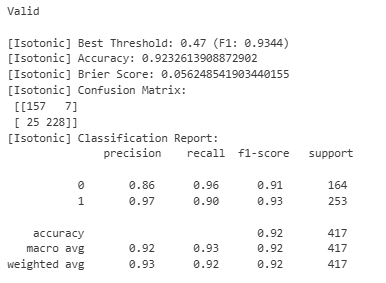 Valid

[Isotonic] Best Threshold: 0.47 (F1: 0.9344)
[Isotonic] Accuracy: 0.9232613908872902
[Isotonic] Brier Score: 0.056248541903440155
[Isotonic] Confusion Matrix:
 [[157   7]
 [ 25 228]]
[Isotonic] Classification Report:
              precision    recall  f1-score   support

           0       0.86      0.96      0.91       164
           1       0.97      0.90      0.93       253

    accuracy                           0.92       417
   macro avg       0.92      0.93      0.92       417
weighted avg       0.93      0.92      0.92       417